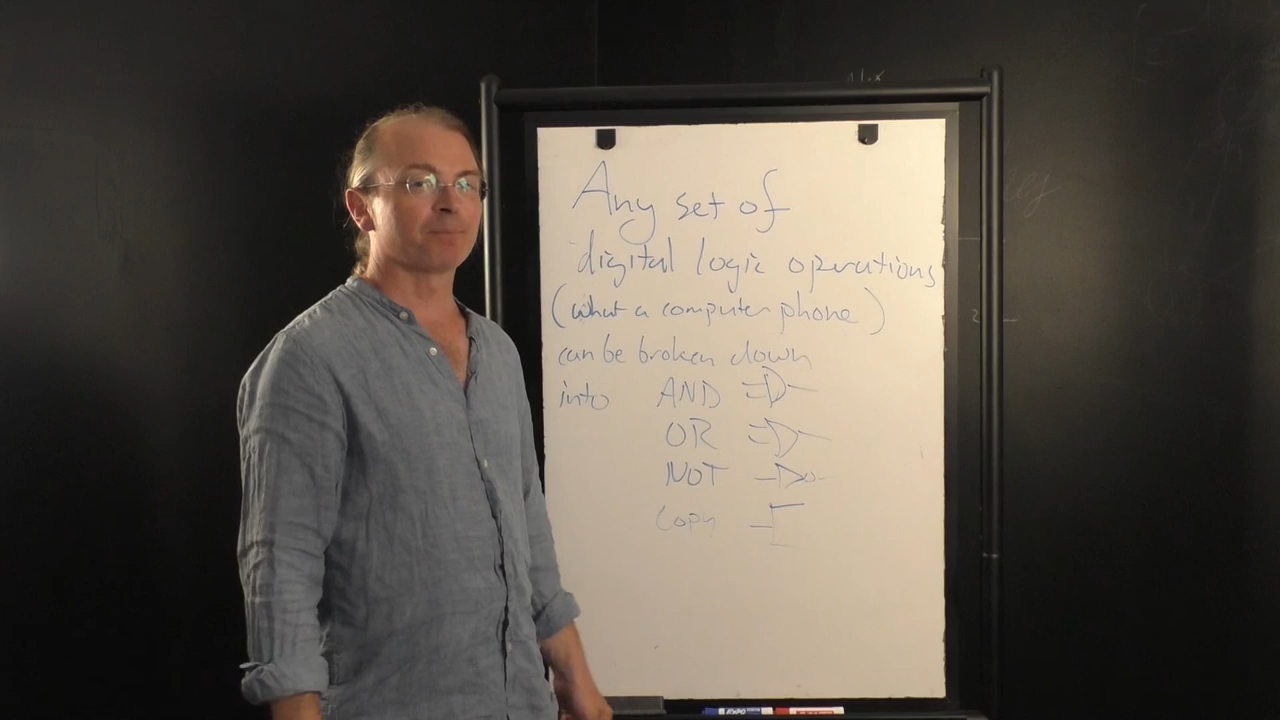 Any set of
digital logic operations
(what a computer phone)
can be broken down
into AND
OR
NOT
Copy